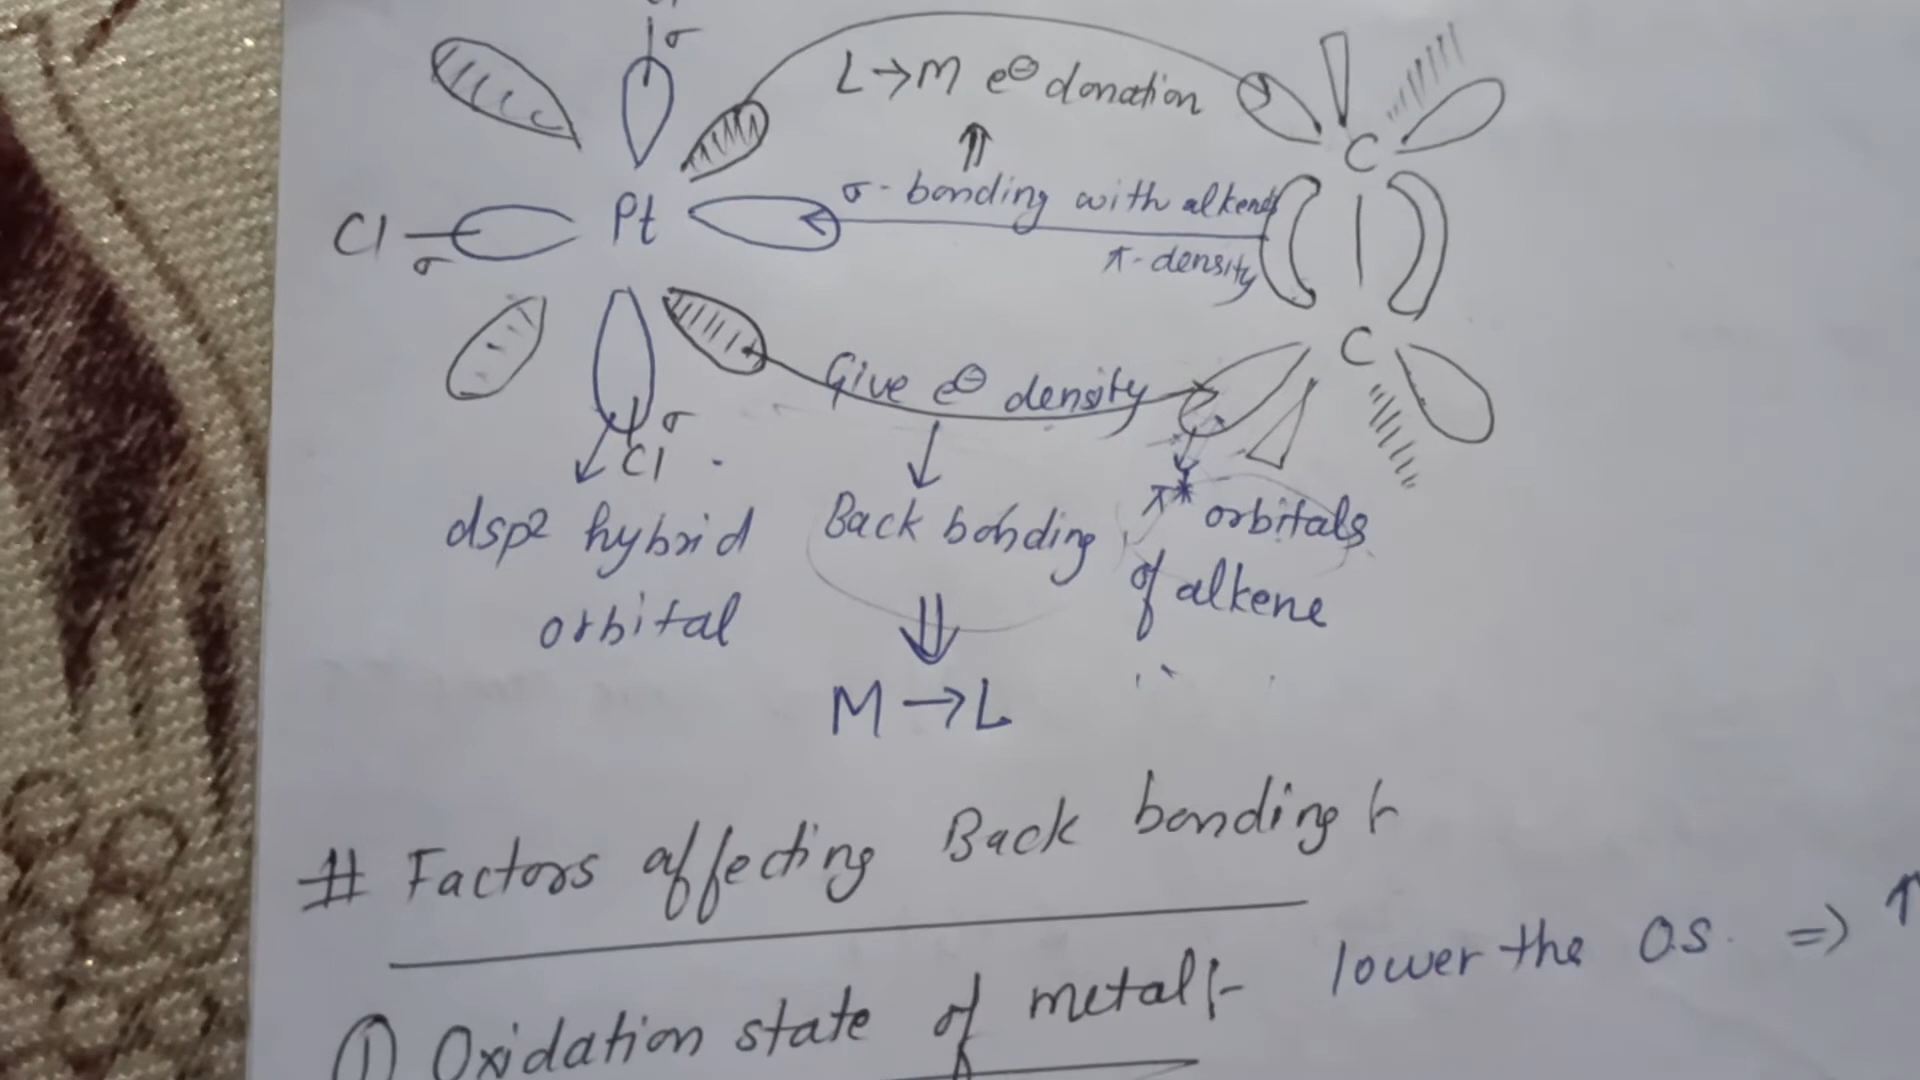 σ
L→M e⊖ donation
⇑
σ- bonding with alkene's
Cl σ Pt
π- density
C
C
Give e⊖ density
σ
Cl
dsp2 hybrid
orbital
Back bonding
⇓
M→L
π* orbitals
of alkene
# Factors affecting Back bonding :-
① Oxidation state of metal :- lower the O.S. ⇒ ↑